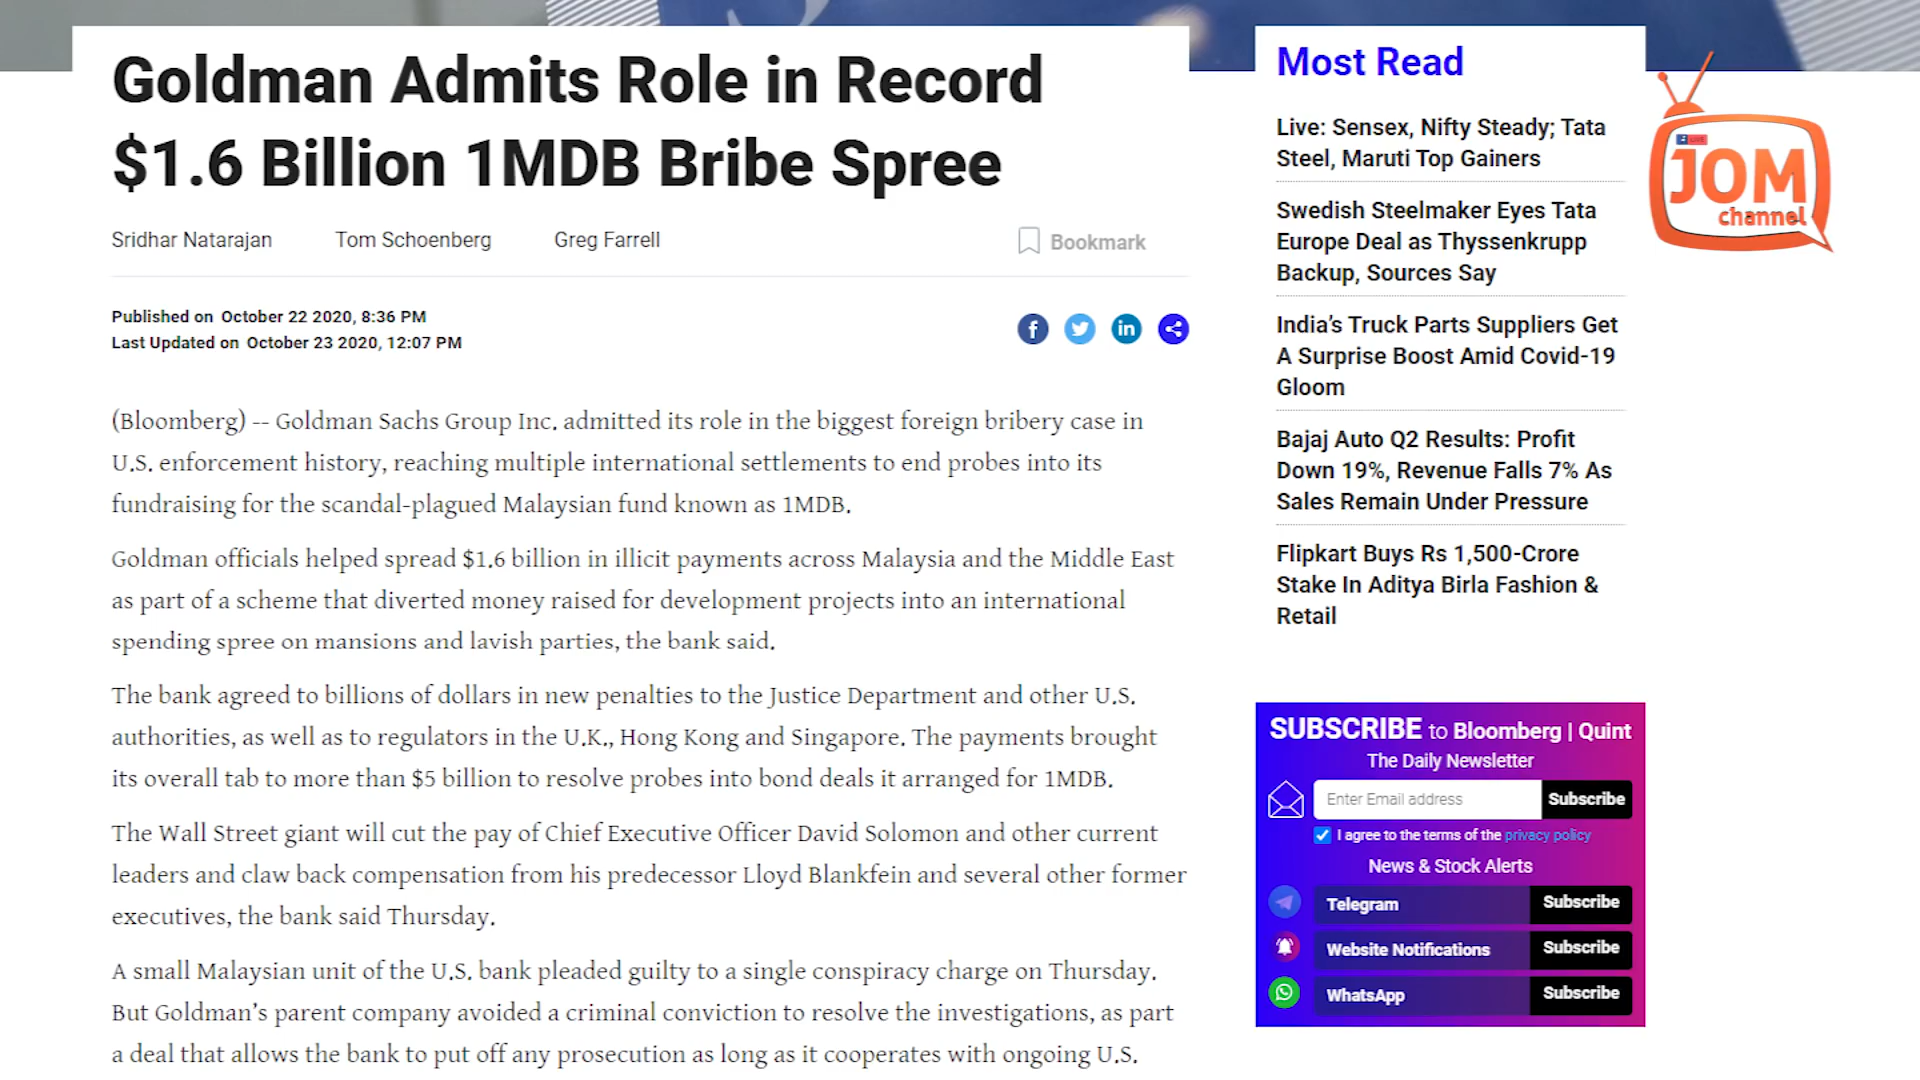 Goldman Admits Role in Record
$1.6 Billion 1MDB Bribe Spree
Sridhar Natarajan Tom Schoenberg Greg Farrell
Bookmark
Published on October 22 2020, 8:36 PM
Last Updated on October 23 2020, 12:07 PM
(Bloomberg) -- Goldman Sachs Group Inc. admitted its role in the biggest foreign bribery case in
U.S. enforcement history, reaching multiple international settlements to end probes into its
fundraising for the scandal-plagued Malaysian fund known as 1MDB.
Goldman officials helped spread $1.6 billion in illicit payments across Malaysia and the Middle East
as part of a scheme that diverted money raised for development projects into an international
spending spree on mansions and lavish parties, the bank said.
The bank agreed to billions of dollars in new penalties to the Justice Department and other U.S.
authorities, as well as to regulators in the U.K., Hong Kong and Singapore. The payments brought
its overall tab to more than $5 billion to resolve probes into bond deals it arranged for 1MDB.
The Wall Street giant will cut the pay of Chief Executive Officer David Solomon and other current
leaders and claw back compensation from his predecessor Lloyd Blankfein and several other former
executives, the bank said Thursday.
A small Malaysian unit of the U.S. bank pleaded guilty to a single conspiracy charge on Thursday.
But Goldman's parent company avoided a criminal conviction to resolve the investigations, as part
a deal that allows the bank to put off any prosecution as long as it cooperates with ongoing U.S.
Most Read
Live: Sensex, Nifty Steady; Tata
Steel, Maruti Top Gainers
Swedish Steelmaker Eyes Tata
Europe Deal as Thyssenkrupp
Backup, Sources Say
India's Truck Parts Suppliers Get
A Surprise Boost Amid Covid-19
Gloom
Bajaj Auto Q2 Results: Profit
Down 19%, Revenue Falls 7% As
Sales Remain Under Pressure
Flipkart Buys Rs 1,500-Crore
Stake In Aditya Birla Fashion &
Retail
SUBSCRIBE to Bloomberg | Quint
The Daily Newsletter
Enter Email address Subscribe
I agree to the terms of the privacy policy
News & Stock Alerts
Telegram Subscribe
Website Notifications Subscribe
WhatsApp Subscribe
LIVE
JOM
channel